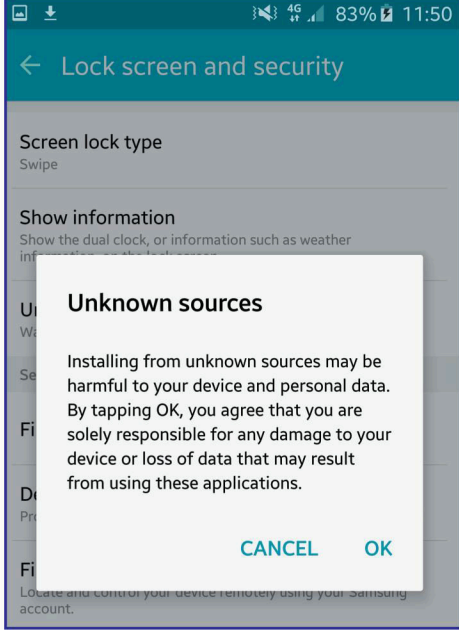 4G 83% 11:50
Lock screen and security
Screen lock type
Swipe
Show information
Show the dual clock, or information such as weather
Unknown sources
Installing from unknown sources may be
harmful to your device and personal data.
By tapping OK, you agree that you are
solely responsible for any damage to your
device or loss of data that may result
from using these applications.
CANCEL OK
Locate and control your device remotely using your Samsung
account.